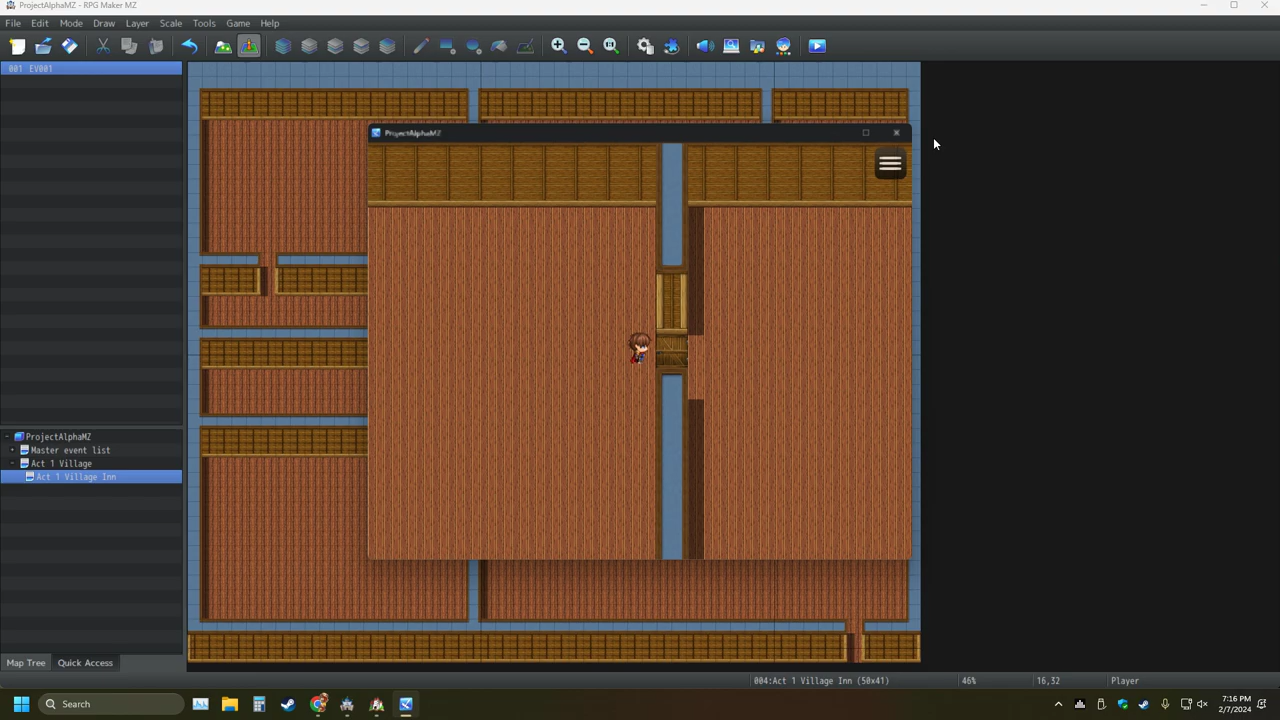 ProjectAlphaMZ - RPG Maker MZ
File Edit Mode Draw Layer Scale Tools Game Help
001 EV001
ProjectAlphaMZ
ProjectAlphaMZ
Master event list
Act 1 Village
Act 1 Village Inn
Map Tree Quick Access
004:Act 1 Village Inn (50x41) 46% 16,32 Player
Search
7:16 PM
2/7/2024